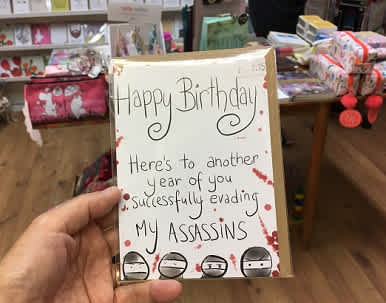 Happy Birthday
Here's to another
year of you
successfully evading
MY ASSASSINS